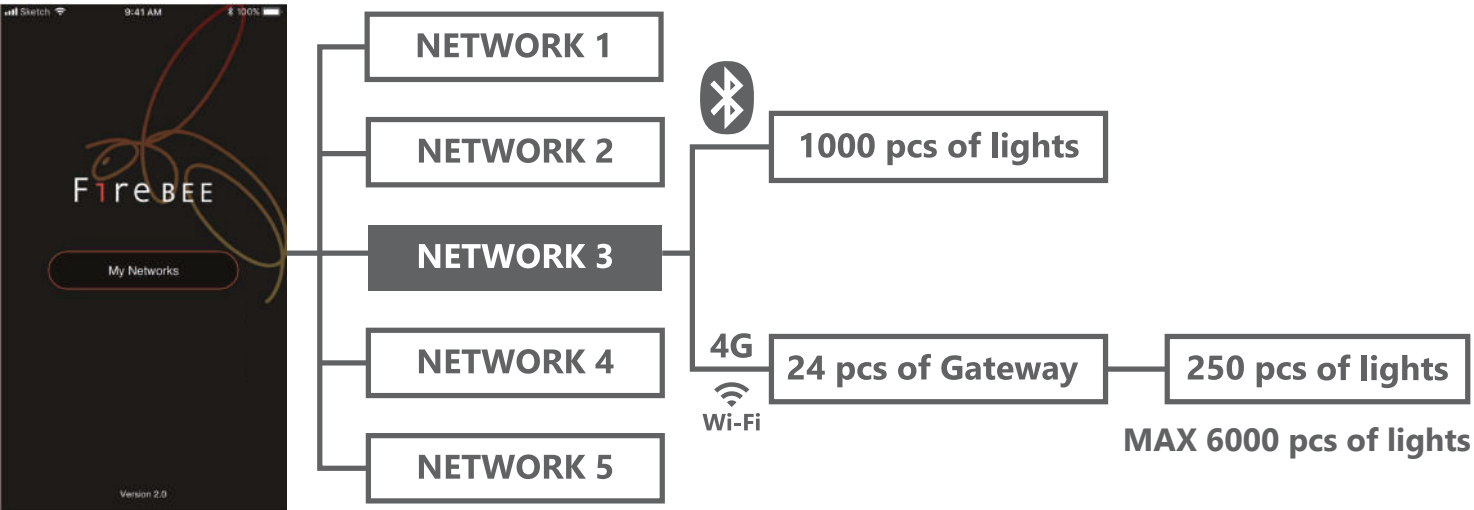 Sketch 9:41 AM 100%
FireBEE
My Networks
Version 2.0
NETWORK 1
NETWORK 2
NETWORK 3
NETWORK 4
NETWORK 5
1000 pcs of lights
4G
Wi-Fi
24 pcs of Gateway
250 pcs of lights
MAX 6000 pcs of lights